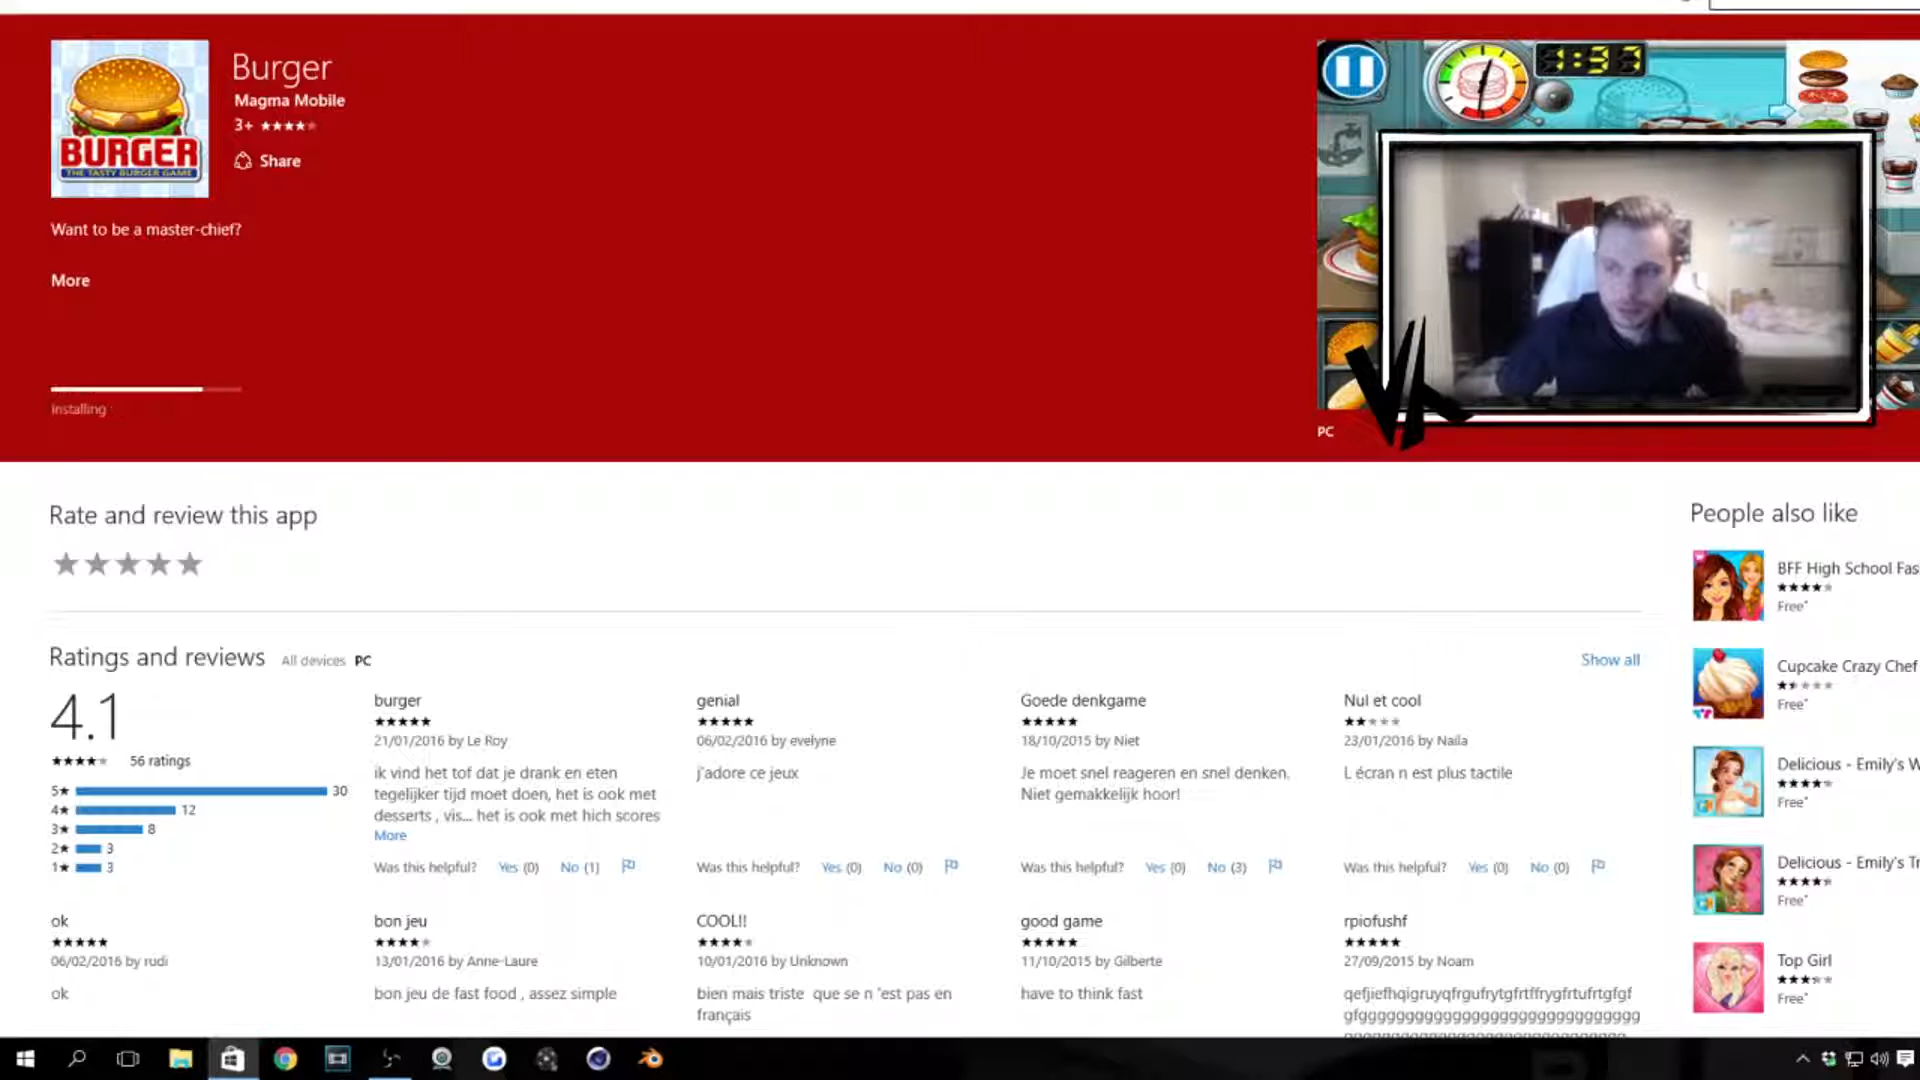 Burger
Magma Mobile
3+
Share
BURGER
THE TASTY BURGER GAME
Want to be a master-chief?
More
Installing
1:37
PC
Rate and review this app
People also like
BFF High School Fas
Free*
Cupcake Crazy Chef
Free*
Delicious - Emily's W
Free*
Delicious - Emily's Tr
Free*
Top Girl
Free*
Ratings and reviews All devices PC
Show all
4.1
56 ratings
5★ 30
4★ 12
3★ 8
2★ 3
1★ 3
burger
21/01/2016 by Le Roy
ik vind het tof dat je drank en eten
tegelijker tijd moet doen, het is ook met
desserts , vis... het is ook met hich scores
More
Was this helpful? Yes (0) No (1)
genial
06/02/2016 by evelyne
j'adore ce jeux
Was this helpful? Yes (0) No (0)
Goede denkgame
18/10/2015 by Niet
Je moet snel reageren en snel denken.
Niet gemakkelijk hoor!
Was this helpful? Yes (0) No (3)
Nul et cool
23/01/2016 by Naila
L écran n est plus tactile
Was this helpful? Yes (0) No (0)
ok
06/02/2016 by rudi
ok
bon jeu
13/01/2016 by Anne-Laure
bon jeu de fast food , assez simple
COOL!!
10/01/2016 by Unknown
bien mais triste que se n 'est pas en
français
good game
11/10/2015 by Gilberte
have to think fast
rpiofushf
27/09/2015 by Noam